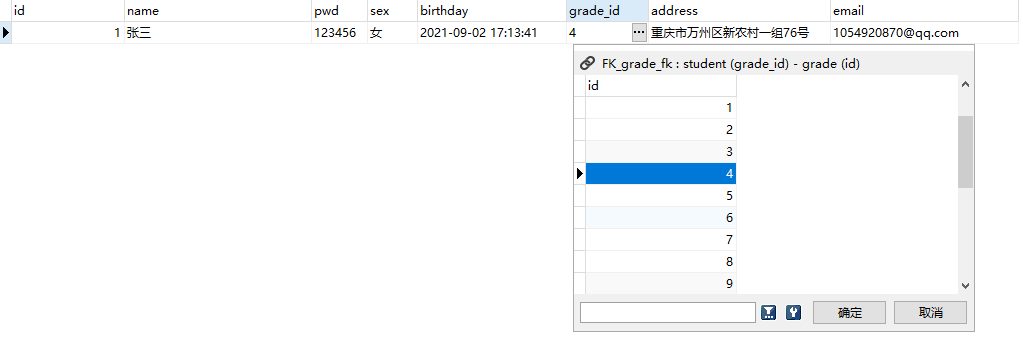 id name pwd sex birthday grade_id address email
1 张三 123456 女 2021-09-02 17:13:41 4 ... 重庆市万州区新农村一组76号 1054920870@qq.com
FK_grade_fk : student (grade_id) - grade (id)
id
1
2
3
4
5
6
7
8
9
确定 取消